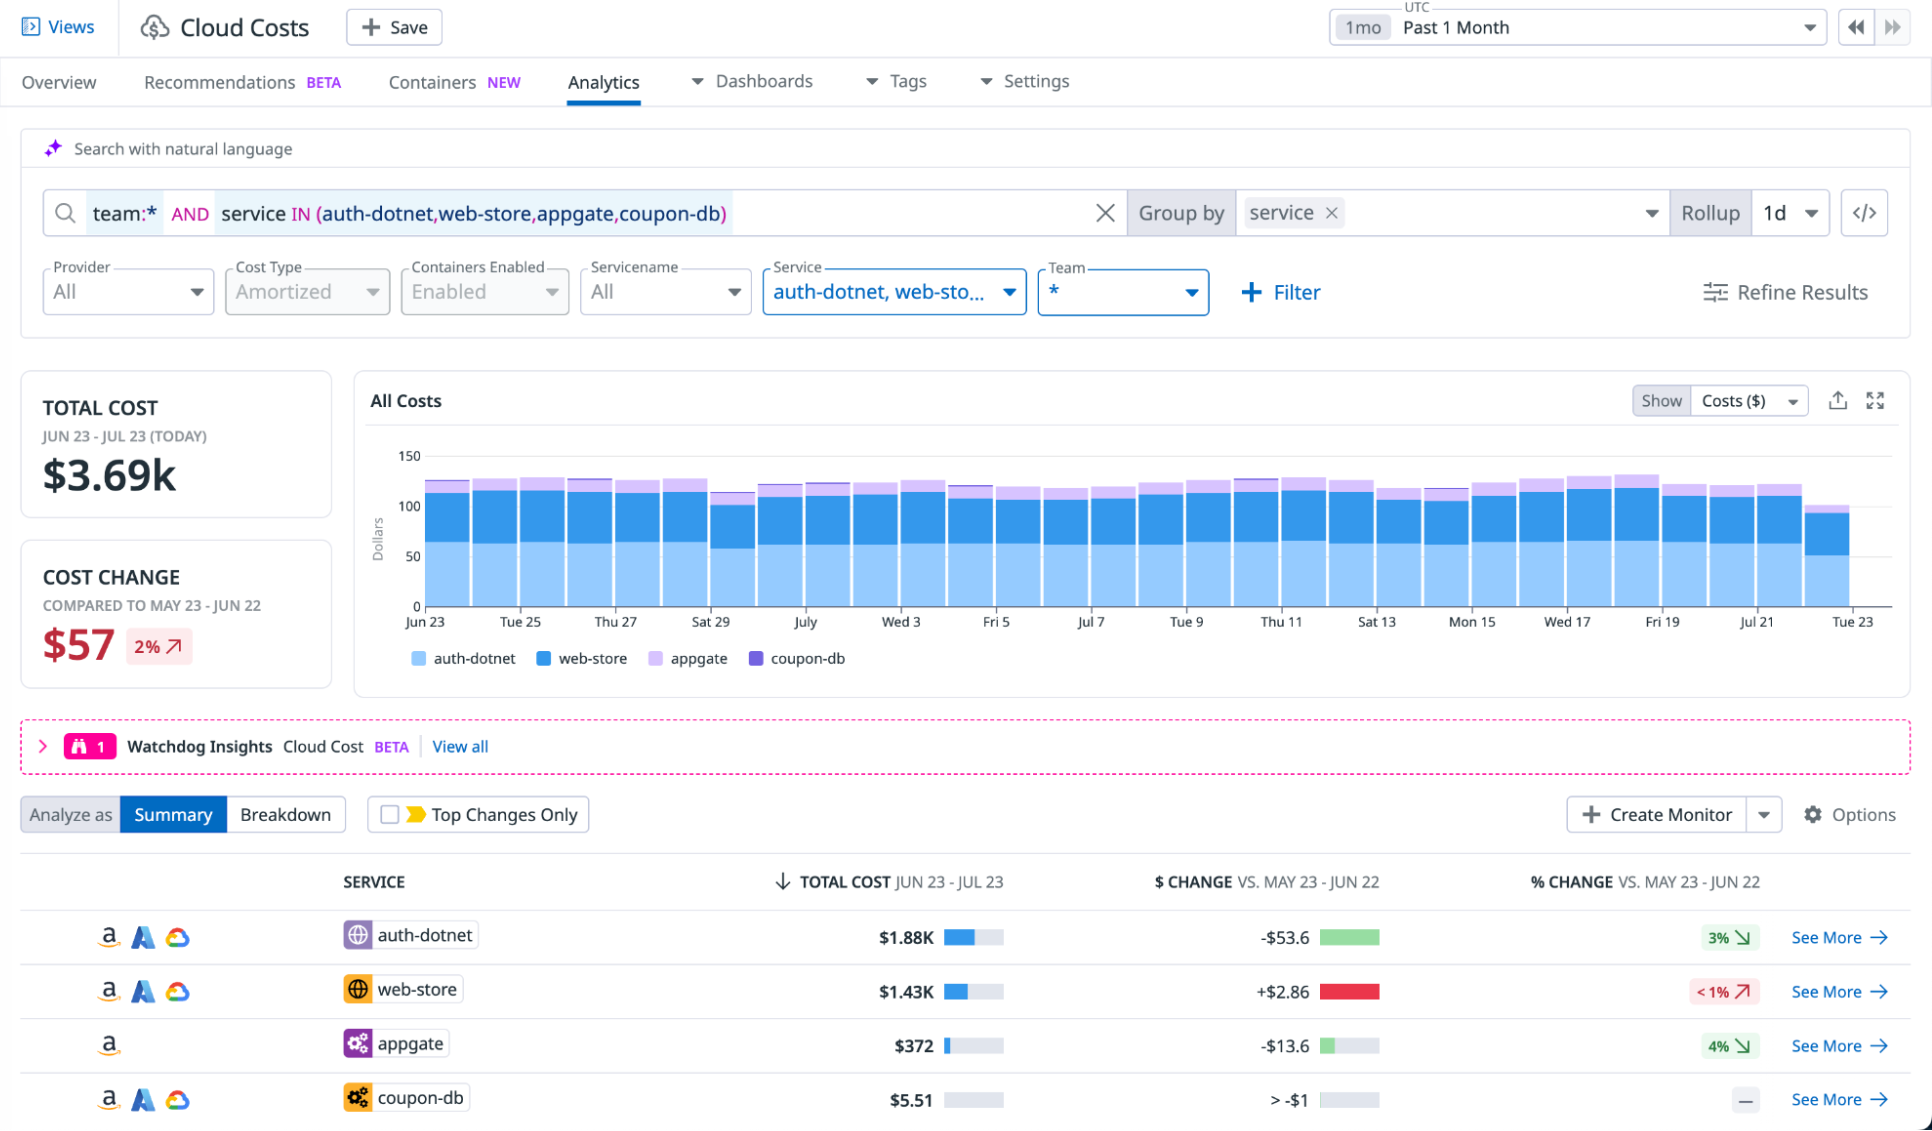 Views
Cloud Costs
Save
UTC
1mo Past 1 Month
Overview Recommendations BETA Containers NEW Analytics Dashboards Tags Settings
Search with natural language
team:* AND service IN (auth-dotnet,web-store,appgate,coupon-db) Group by service Rollup 1d </>
Provider Cost Type Containers Enabled Servicename Service Team
All Amortized Enabled All auth-dotnet, web-sto... * Filter Refine Results
TOTAL COST
JUN 23 - JUL 23 (TODAY)
$3.69k
COST CHANGE
COMPARED TO MAY 23 - JUN 22
$57 2%
All Costs Show Costs ($)
Dollars
150
100
50
0
Jun 23 Tue 25 Thu 27 Sat 29 July Wed 3 Fri 5 Jul 7 Tue 9 Thu 11 Sat 13 Mon 15 Wed 17 Fri 19 Jul 21 Tue 23
auth-dotnet web-store appgate coupon-db
1 Watchdog Insights Cloud Cost BETA View all
Analyze as Summary Breakdown Top Changes Only Create Monitor Options
SERVICE TOTAL COST JUN 23 - JUL 23 $ CHANGE VS. MAY 23 - JUN 22 % CHANGE VS. MAY 23 - JUN 22
auth-dotnet $1.88K -$53.6 3% See More
web-store $1.43K +$2.86 < 1% See More
appgate $372 -$13.6 4% See More
coupon-db $5.51 > -$1 — See More